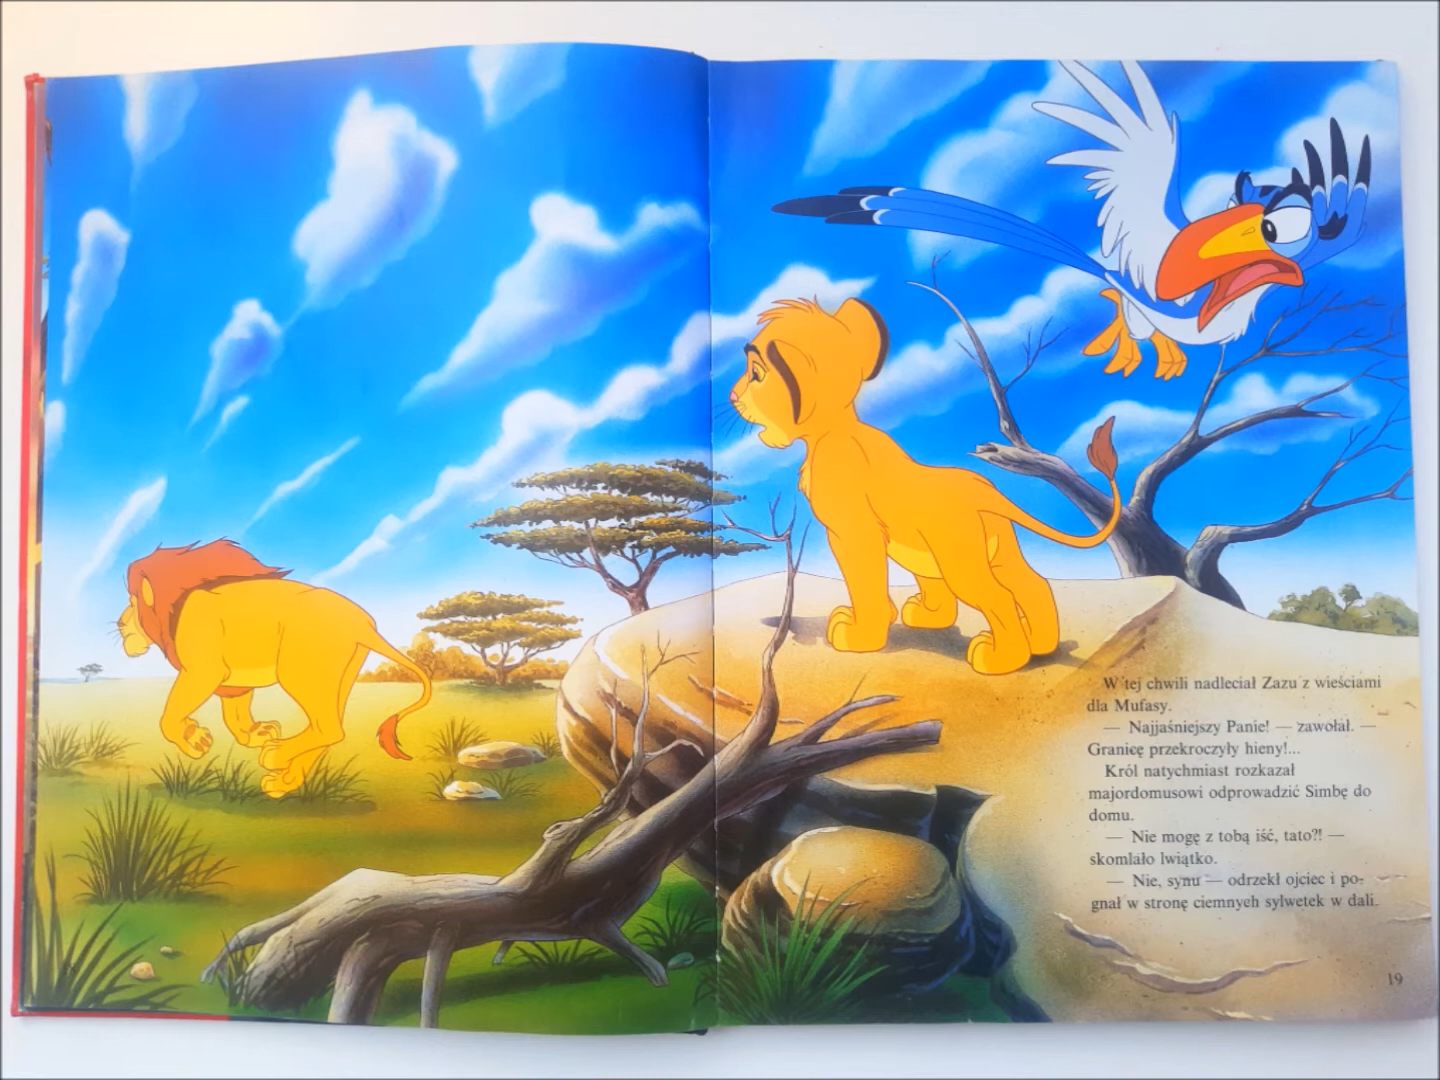 W tej chwili nadleciał Zazu z wieściami
dla Mufasy.
— Najjaśniejszy Panie! — zawołał. —
Granicę przekroczyły hieny!...
Król natychmiast rozkazał
majordomusowi odprowadzić Simbę do
domu.
— Nie mogę z tobą iść, tato?! —
skomlało lwiątko.
— Nie, synu — odrzekł ojciec i po-
gnał w stronę ciemnych sylwetek w dali.
19